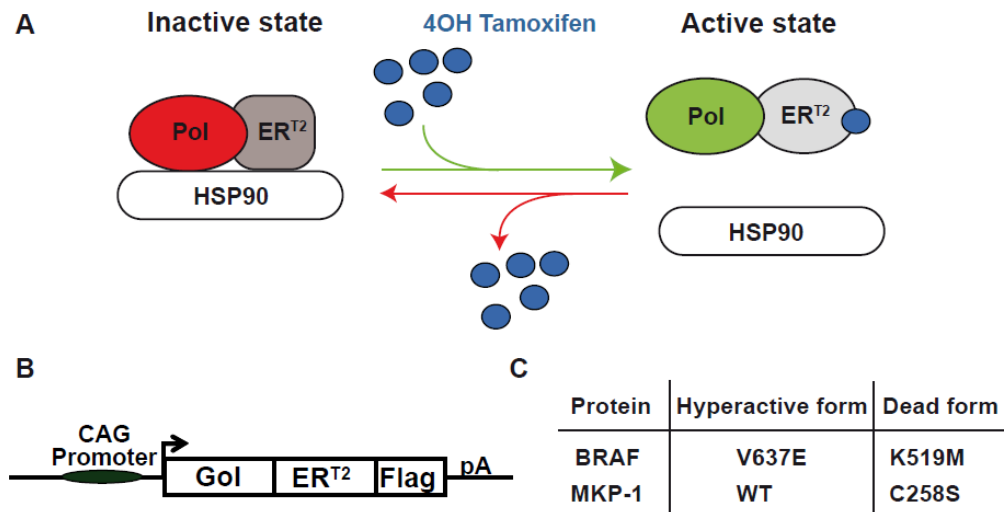 A
Inactive state
4OH Tamoxifen
Active state
Pol
ER^T2
HSP90
Pol
ER^T2
HSP90
B
CAG
Promoter
Gol
ER^T2
Flag
pA
C
Protein Hyperactive form Dead form
BRAF V637E K519M
MKP-1 WT C258S